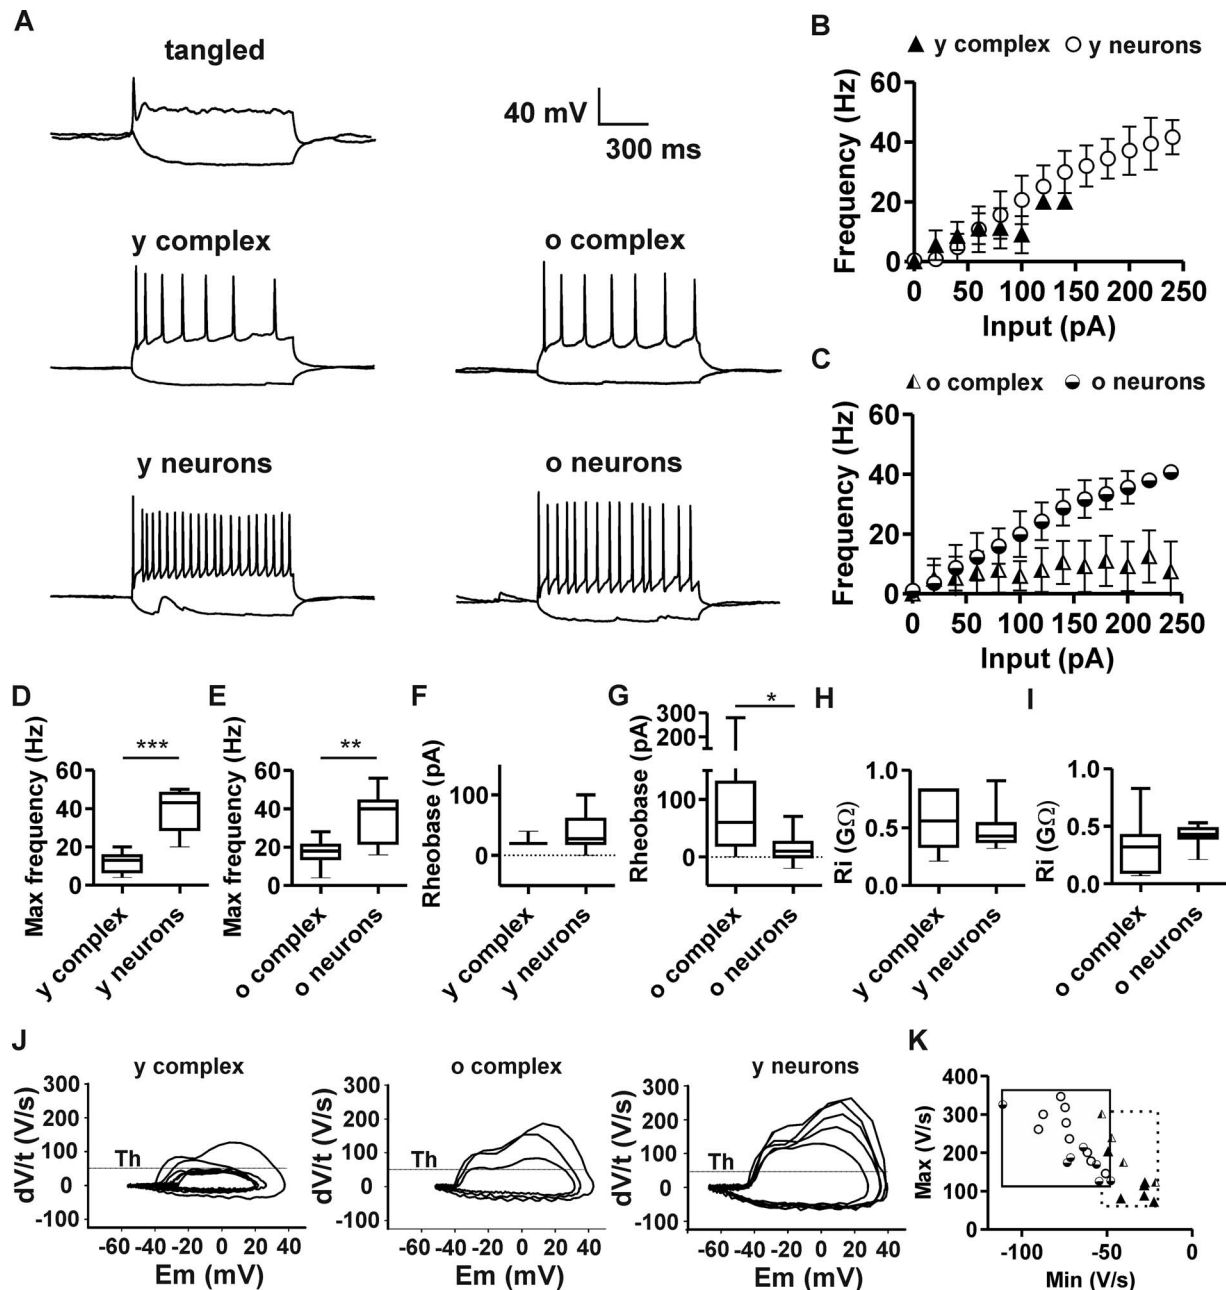 A
tangled
40 mV
300 ms
y complex
o complex
y neurons
o neurons
B
▲ y complex ○ y neurons
Frequency (Hz)
60
40
20
0
0 50 100 150 200 250
Input (pA)
C
o complex o neurons
Frequency (Hz)
60
40
20
0
0 50 100 150 200 250
Input (pA)
D
***
Max frequency (Hz)
60
40
20
0
y complex
y neurons
E
**
Max frequency (Hz)
60
40
20
0
o complex
o neurons
F
Rheobase (pA)
100
0
y complex
y neurons
G
*
Rheobase (pA)
300
200
100
0
o complex
o neurons
H
Ri (GΩ)
1.0
0.5
0.0
y complex
y neurons
I
Ri (GΩ)
1.0
0.5
0.0
o complex
o neurons
J
y complex
dV/t (V/s)
300
200
100
0
-100
Th
-60 -40 -20 0 20 40
Em (mV)
o complex
dV/t (V/s)
300
200
100
0
-100
Th
-60 -40 -20 0 20 40
Em (mV)
y neurons
dV/t (V/s)
300
200
100
0
-100
Th
-60 -40 -20 0 20 40
Em (mV)
K
Max (V/s)
400
300
200
100
0
-100 -50 0
Min (V/s)